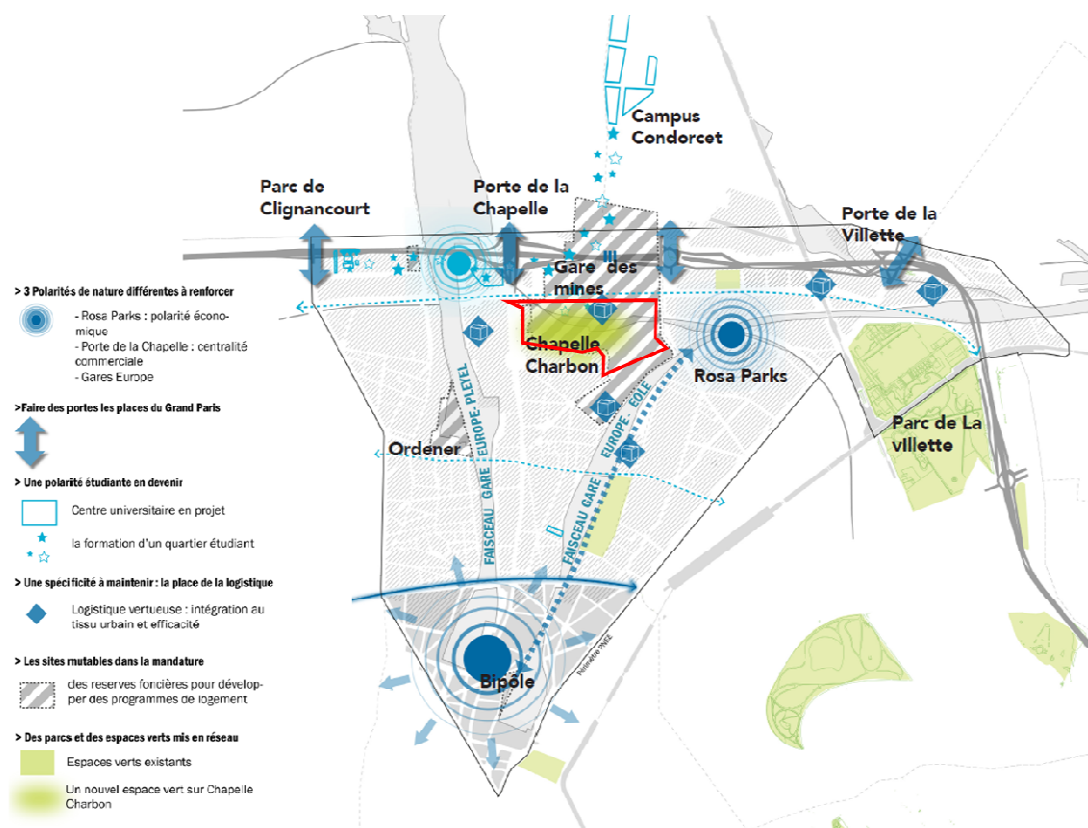 Campus
Condorcet
Parc de
Clignancourt
Porte de la
Chapelle
Porte de la
Villette
Gare des
mines
Chapelle
Charbon
Rosa Parks
Parc de La
villette
Ordener
FAISCEAU GARE EUROPE-PLEYEL
FAISCEAU GARE EUROPE EOLE
Bipôle
Périmètre PNEZ
> 3 Polarités de nature différentes à renforcer
- Rosa Parks : polarité écono-
mique
- Porte de la Chapelle : centralité
commerciale
- Gares Europe
>Faire des portes les places du Grand Paris
> Une polarité étudiante en devenir
Centre universitaire en projet
la formation d'un quartier étudiant
> Une spécificité à maintenir : la place de la logistique
Logistique vertueuse : intégration au
tissu urbain et efficacité
> Les sites mutables dans la mandature
des reserves foncières pour dévelop-
per des programmes de logement
> Des parcs et des espaces verts mis en réseau
Espaces verts existants
Un nouvel espace vert sur Chapelle
Charbon